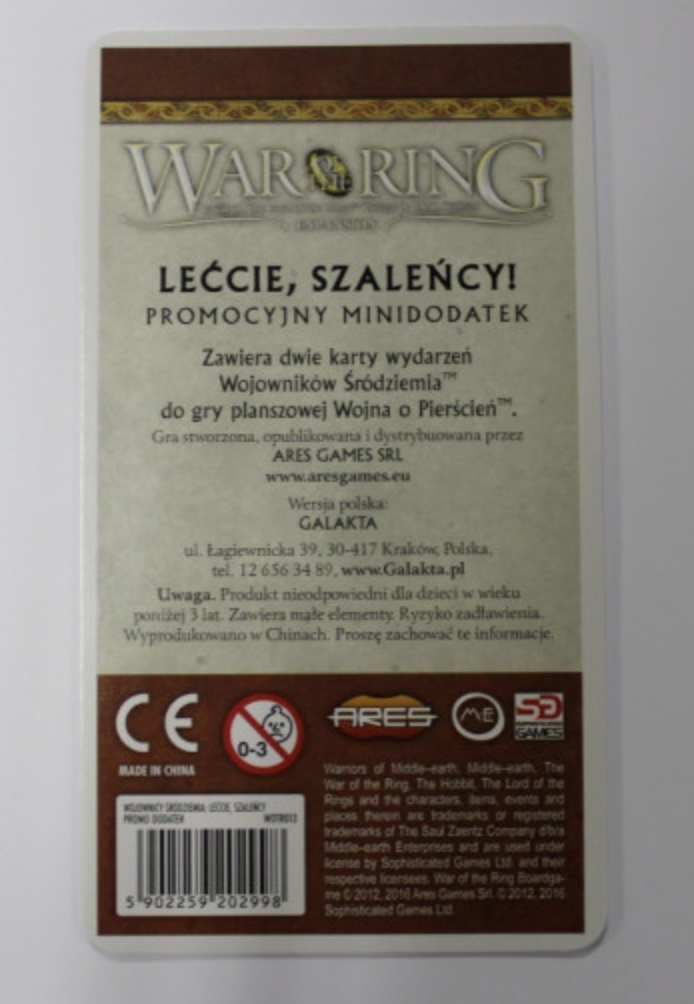 WAR OF THE RING
EXPANSION
LEĆCIE, SZALEŃCY!
PROMOCYJNY MINIDODATEK
Zawiera dwie karty wydarzeń
Wojowników Śródziemia™
do gry planszowej Wojna o Pierścień™.
Gra stworzona, opublikowana i dystrybuowana przez
ARES GAMES SRL
www.aresgames.eu
Wersja polska:
GALAKTA
ul. Łagiewnicka 39, 30-417 Kraków, Polska,
tel. 12 656 34 89, www.Galakta.pl
Uwaga. Produkt nieodpowiedni dla dzieci w wieku
poniżej 3 lat. Zawiera małe elementy. Ryzyko zadławienia.
Wyprodukowano w Chinach. Proszę zachować te informacje.
CE
MADE IN CHINA
0-3
ARES
ME
SG
GAMES
WOJOWNICY ŚRÓDZIEMIA: LEĆCIE, SZALEŃCY
PROMO DODATEK WOTR013
5 902259 202998
Warriors of Middle-earth, Middle-earth, The
War of the Ring, The Hobbit, The Lord of the
Rings and the characters, items, events and
places therein are trademarks or registered
trademarks of The Saul Zaentz Company d/b/a
Middle-earth Enterprises and are used under
license by Sophisticated Games Ltd. and their
respective licensees. War of the Ring Boardga-
me © 2012, 2016 Ares Games Srl. © 2012, 2016
Sophisticated Games Ltd.